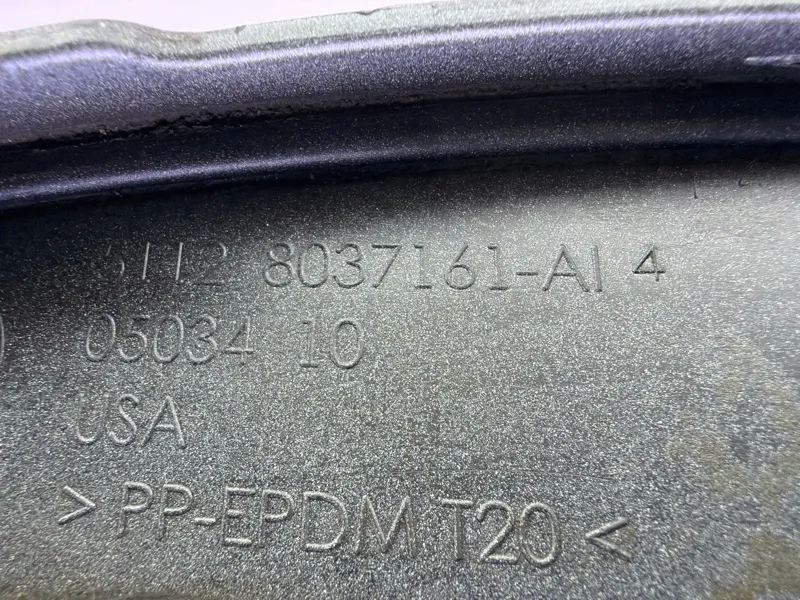 5112 8037161-AI 4
05034 10
USA
> PP-EPDM T20 <